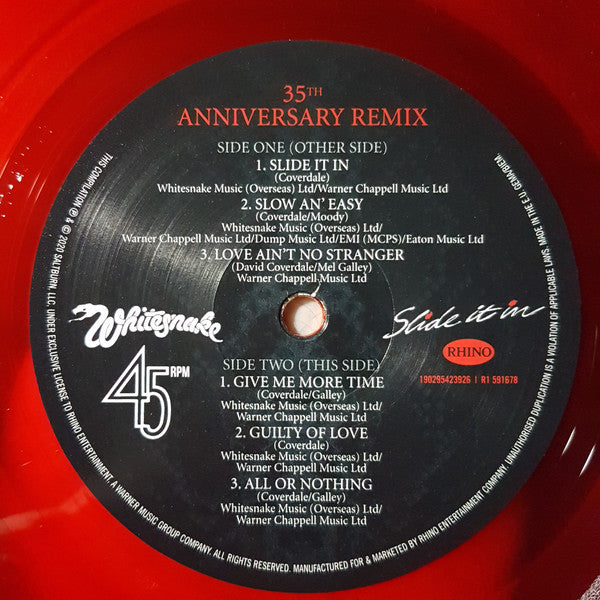 35TH
ANNIVERSARY REMIX
SIDE ONE (OTHER SIDE)
1. SLIDE IT IN
(Coverdale)
Whitesnake Music (Overseas) Ltd/Warner Chappell Music Ltd
2. SLOW AN' EASY
(Coverdale/Moody)
Whitesnake Music (Overseas) Ltd/
Warner Chappell Music Ltd/Dump Music Ltd/EMI (MCPS)/Eaton Music Ltd
3. LOVE AIN'T NO STRANGER
(David Coverdale/Mel Galley)
Warner Chappell Music Ltd
Whitesnake
Slide it in
45 RPM
RHINO
190295423926 | R1 591678
SIDE TWO (THIS SIDE)
1. GIVE ME MORE TIME
(Coverdale/Galley)
Whitesnake Music (Overseas) Ltd/
Warner Chappell Music Ltd
2. GUILTY OF LOVE
(Coverdale)
Whitesnake Music (Overseas) Ltd/
Warner Chappell Music Ltd
3. ALL OR NOTHING
(Coverdale/Galley)
Whitesnake Music (Overseas) Ltd/
Warner Chappell Music Ltd
THIS COMPILATION ℗ & © 2020 SALTBURN, LLC. UNDER EXCLUSIVE LICENSE TO RHINO ENTERTAINMENT, A WARNER MUSIC GROUP COMPANY. ALL RIGHTS RESERVED. MANUFACTURED FOR & MARKETED BY RHINO ENTERTAINMENT COMPANY. UNAUTHORISED DUPLICATION IS A VIOLATION OF APPLICABLE LAWS. MADE IN THE E.U. GEMA/BIEM.